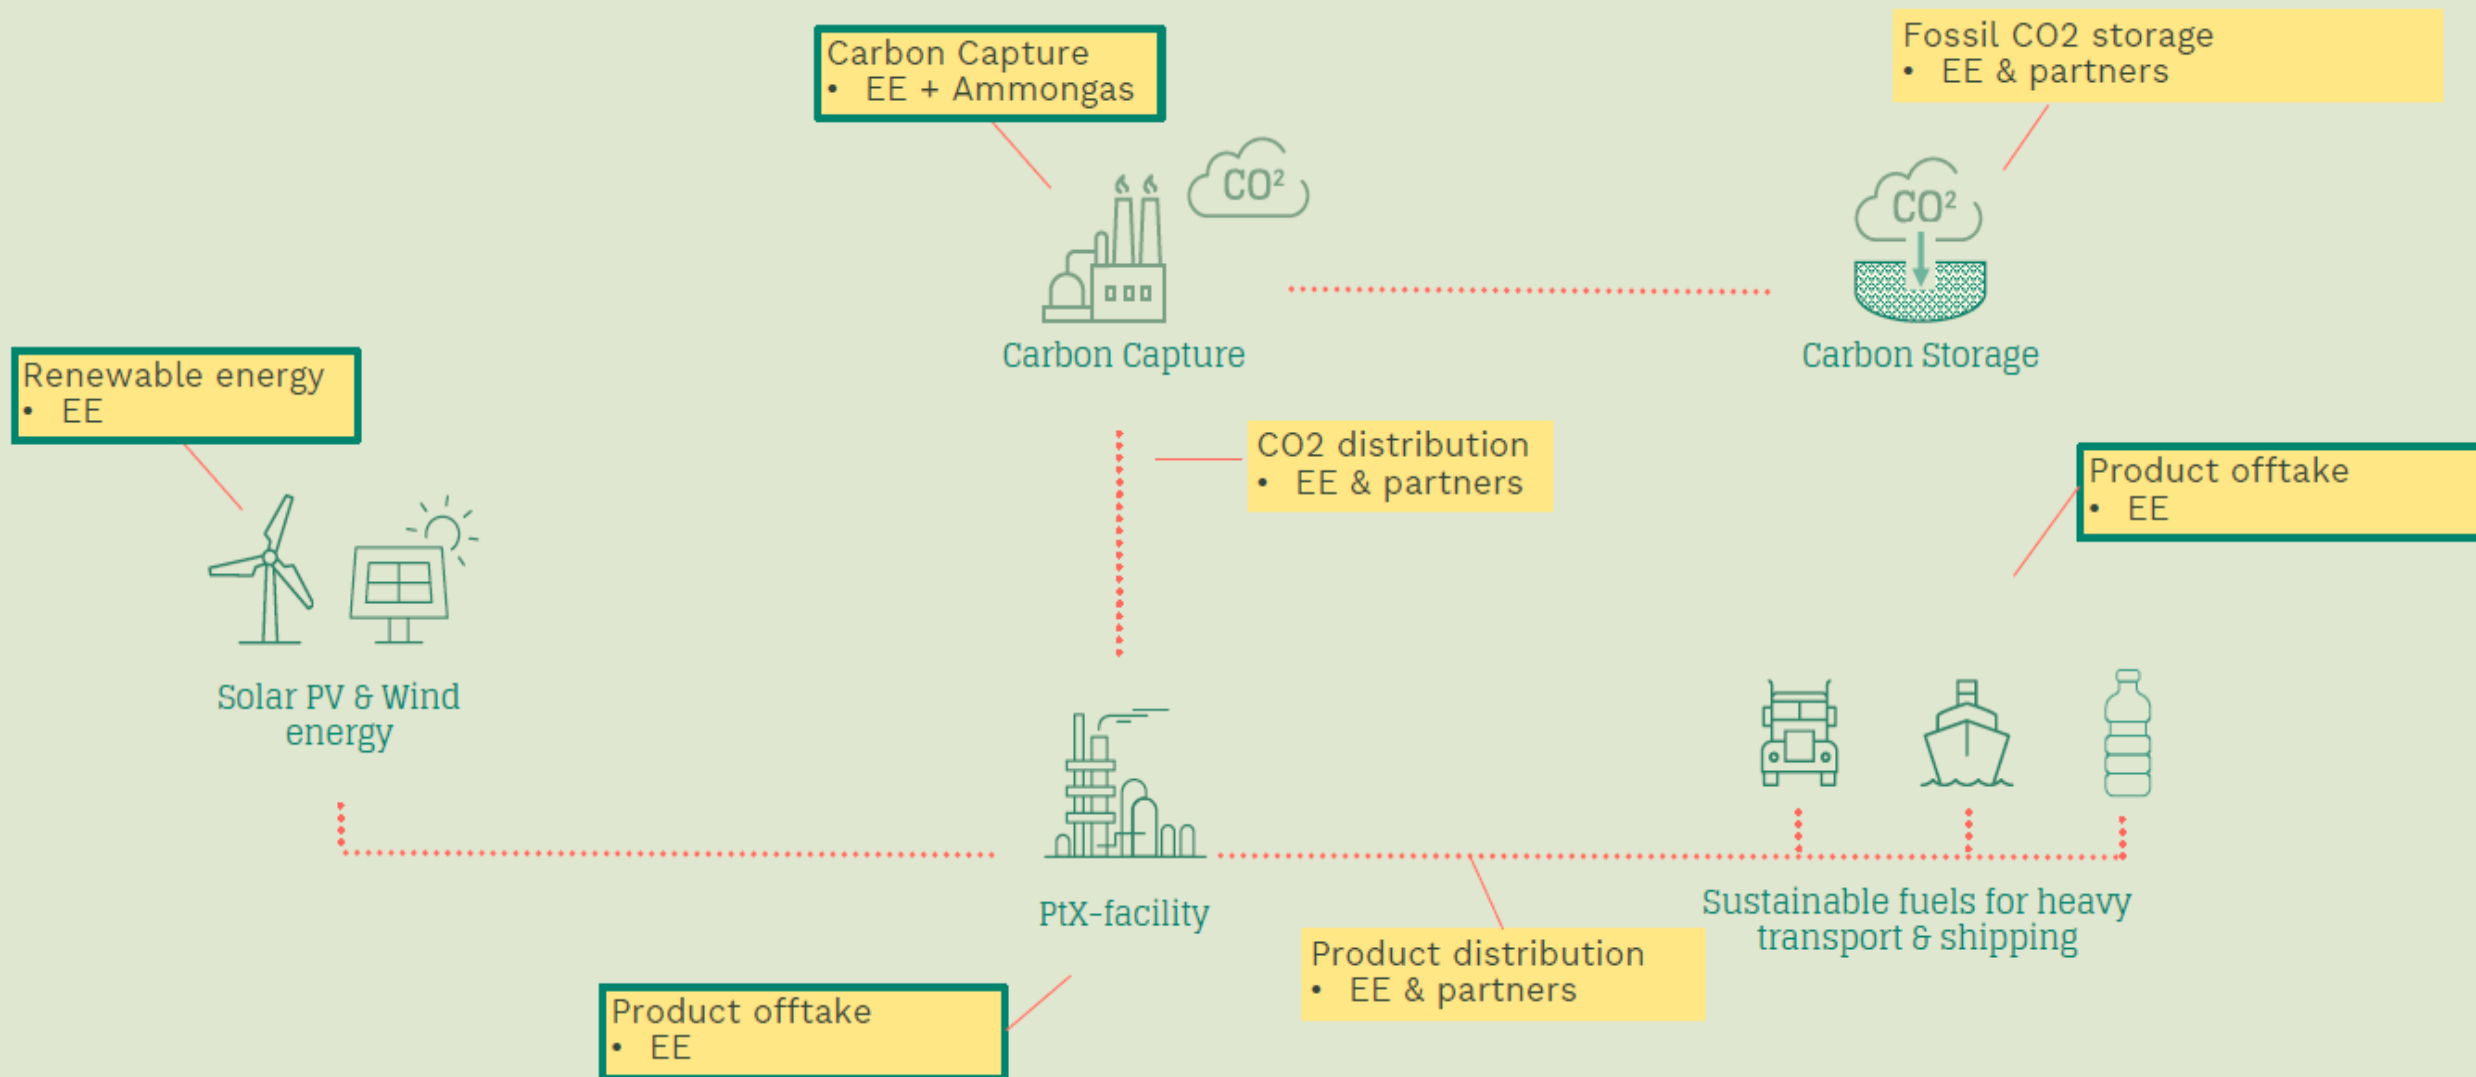 Carbon Capture
• EE + Ammongas
Fossil CO2 storage
• EE & partners
CO²
CO²
Carbon Capture
Carbon Storage
Renewable energy
• EE
CO2 distribution
• EE & partners
Product offtake
• EE
Solar PV & Wind
energy
PtX-facility
Sustainable fuels for heavy
transport & shipping
Product distribution
• EE & partners
Product offtake
• EE